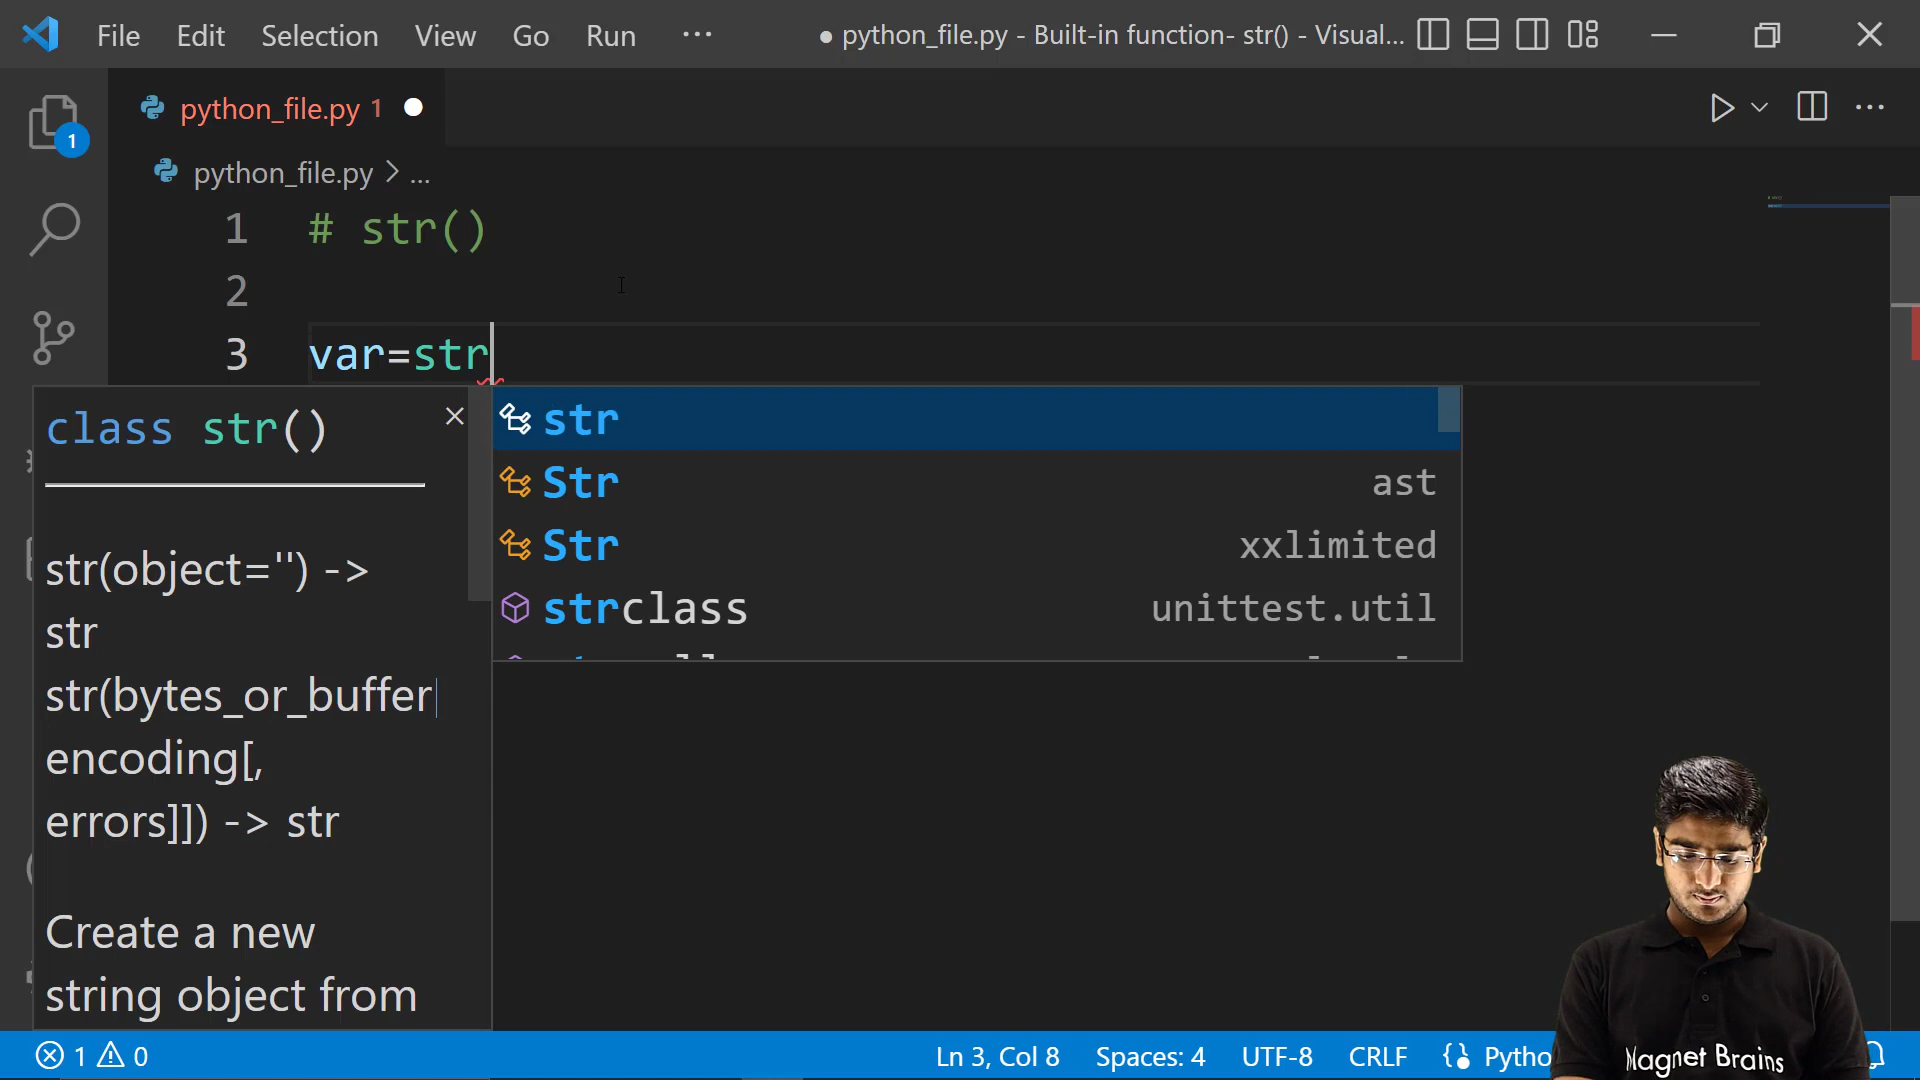 File Edit Selection View Go Run ··· ● python_file.py - Built-in function- str() - Visual...
python_file.py 1 ●
1
python_file.py > ...
1 # str()
2
3 var=str
class str()
str(object='') ->
str
str(bytes_or_buffer
encoding[,
errors]]) -> str
Create a new
string object from
str
Str ast
Str xxlimited
strclass unittest.util
1 0 Ln 3, Col 8 Spaces: 4 UTF-8 CRLF Pytho
Magnet Brains